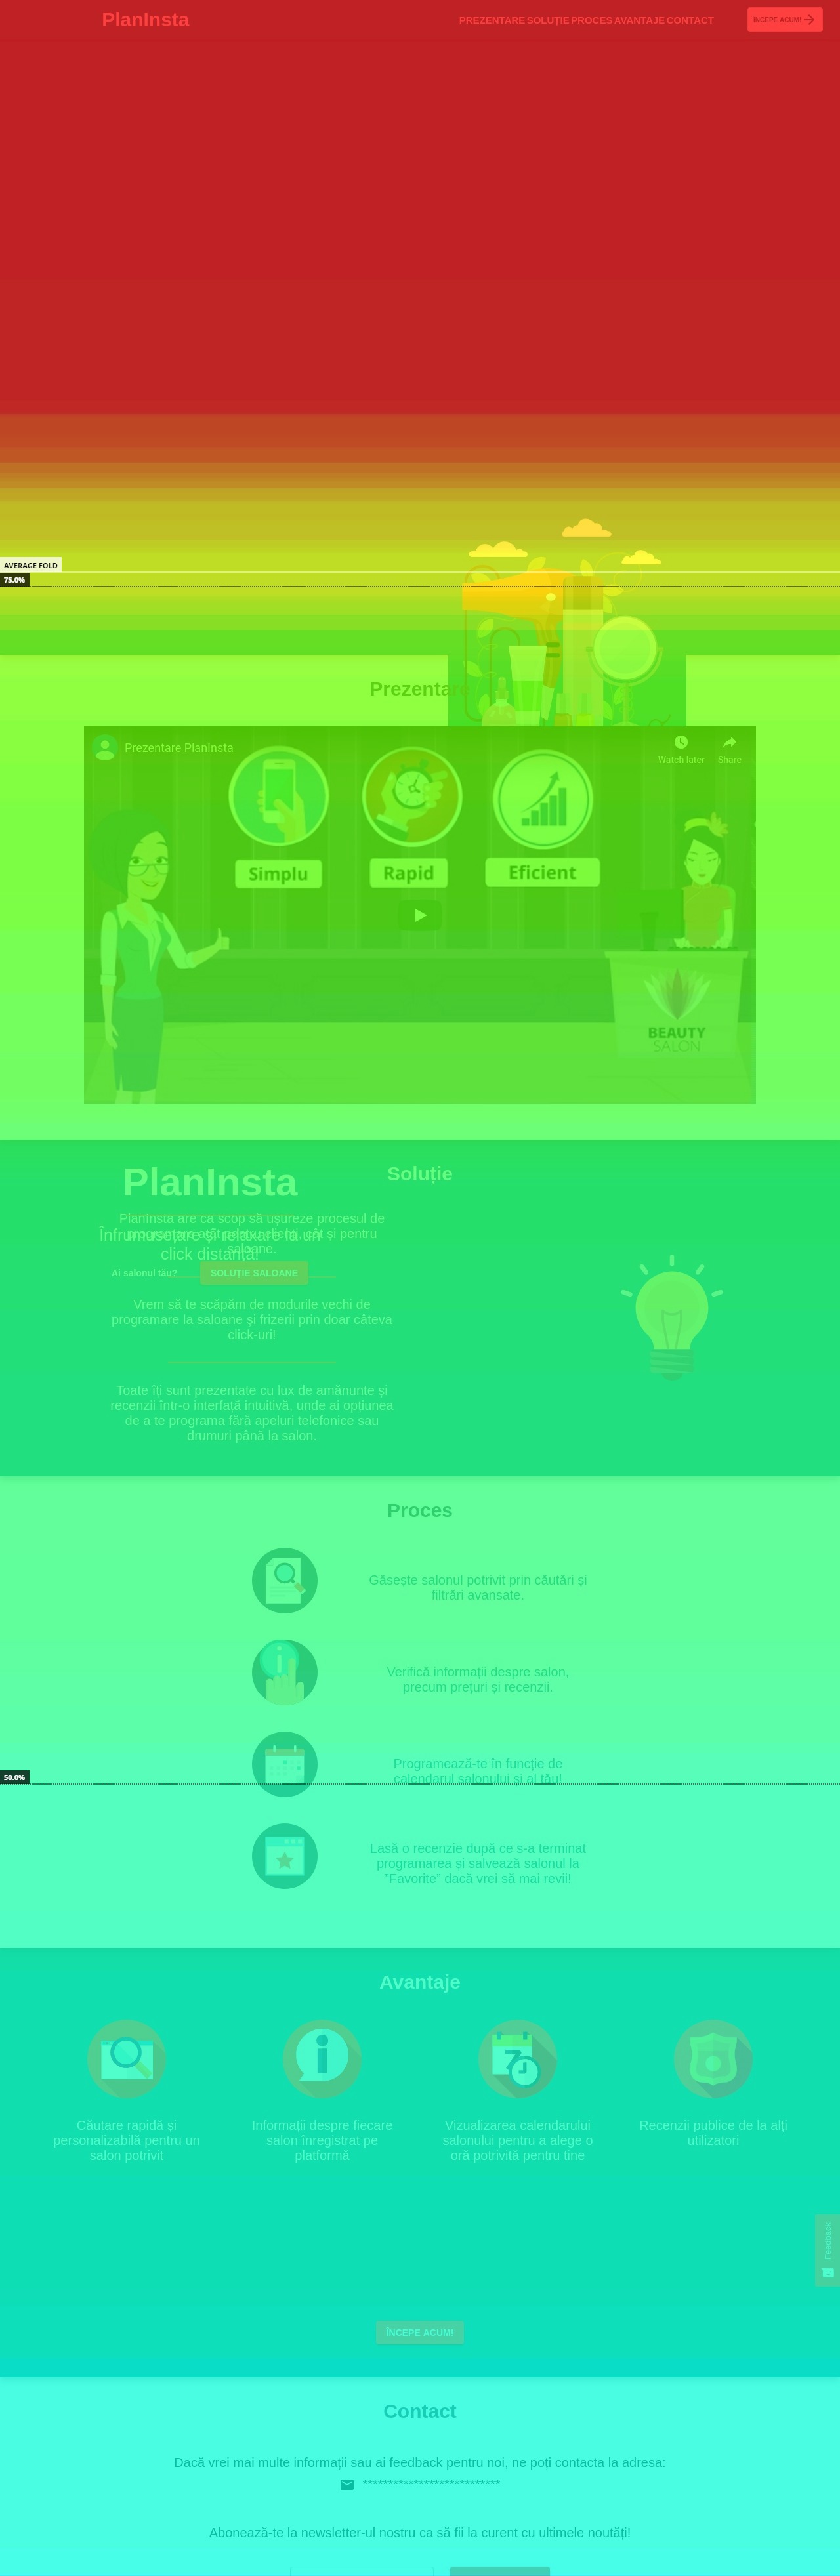 PlanInsta
PREZENTARE SOLUȚIE PROCES AVANTAJE CONTACT
ÎNCEPE ACUM!
AVERAGE FOLD
75.0%
Prezentare
Prezentare PlanInsta
Watch later
Share
Simplu
Rapid
Eficient
BEAUTY
SALON
PlanInsta
Soluție
PlanInsta are ca scop să ușureze procesul de
programare atât pentru clienți, cât și pentru
saloane.
Înfrumusețare și relaxare la un
click distanță!
Ai salonul tău?
SOLUȚIE SALOANE
Vrem să te scăpăm de modurile vechi de
programare la saloane și frizerii prin doar câteva
click-uri!
Toate îți sunt prezentate cu lux de amănunte și
recenzii într-o interfață intuitivă, unde ai opțiunea
de a te programa fără apeluri telefonice sau
drumuri până la salon.
Proces
Găsește salonul potrivit prin căutări și
filtrări avansate.
Verifică informații despre salon,
precum prețuri și recenzii.
Programează-te în funcție de
calendarul salonului și al tău!
50.0%
Lasă o recenzie după ce s-a terminat
programarea și salvează salonul la
"Favorite" dacă vrei să mai revii!
Avantaje
Căutare rapidă și
personalizabilă pentru un
salon potrivit
Informații despre fiecare
salon înregistrat pe
platformă
Vizualizarea calendarului
salonului pentru a alege o
oră potrivită pentru tine
Recenzii publice de la alți
utilizatori
Feedback
ÎNCEPE ACUM!
Contact
Dacă vrei mai multe informații sau ai feedback pentru noi, ne poți contacta la adresa:
***************************
Abonează-te la newsletter-ul nostru ca să fii la curent cu ultimele noutăți!